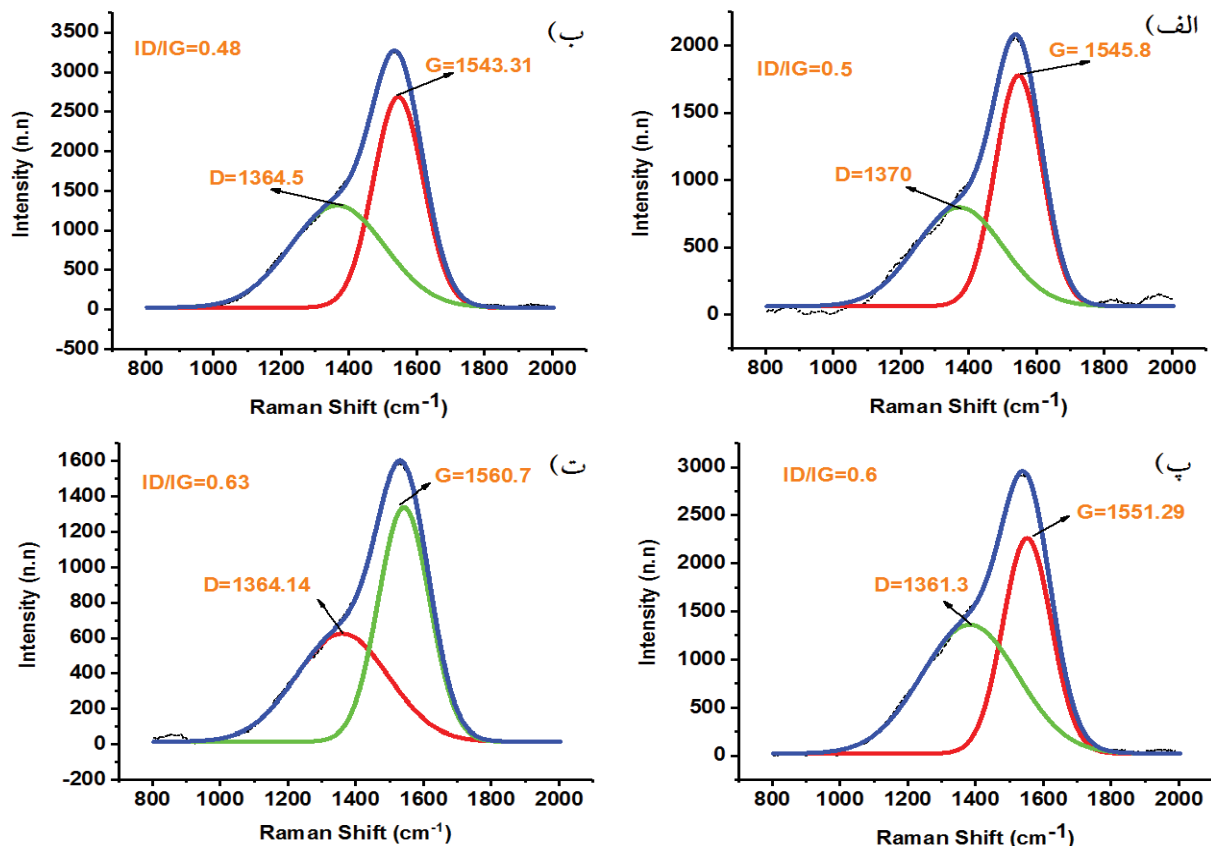 الف)
ID/IG=0.5
G= 1545.8
D=1370
2000
1500
1000
500
0
Intensity (n.n)
800 1000 1200 1400 1600 1800 2000
Raman Shift (cm⁻¹)
ب)
ID/IG=0.48
G=1543.31
D=1364.5
3500
3000
2500
2000
1500
1000
500
0
-500
Intensity (n.n)
800 1000 1200 1400 1600 1800 2000
Raman Shift (cm⁻¹)
پ)
ID/IG=0.6
G=1551.29
D=1361.3
3000
2500
2000
1500
1000
500
0
Intensity (n.n)
800 1000 1200 1400 1600 1800 2000
Raman Shift (cm⁻¹)
ت)
ID/IG=0.63
G=1560.7
D=1364.14
1600
1400
1200
1000
800
600
400
200
0
-200
Intensity (n.n)
800 1000 1200 1400 1600 1800 2000
Raman Shift (cm⁻¹)